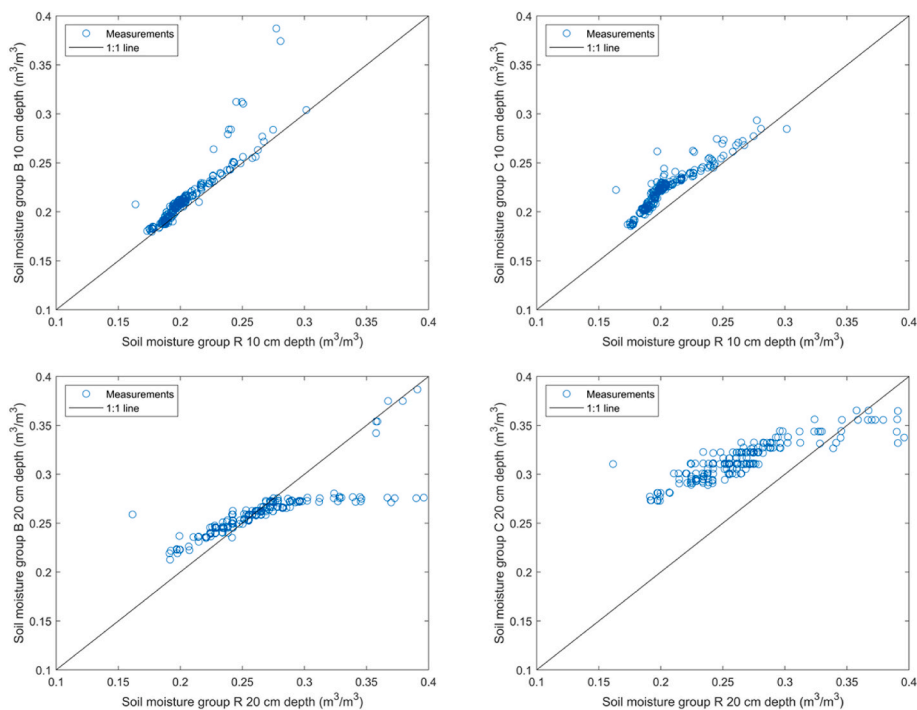 0.4
0.35
0.3
0.25
0.2
0.15
0.1
Soil moisture group B 10 cm depth (m³/m³)
Measurements
1:1 line
0.1 0.15 0.2 0.25 0.3 0.35 0.4
Soil moisture group R 10 cm depth (m³/m³)
0.4
0.35
0.3
0.25
0.2
0.15
0.1
Soil moisture group C 10 cm depth (m³/m³)
Measurements
1:1 line
0.1 0.15 0.2 0.25 0.3 0.35 0.4
Soil moisture group R 10 cm depth (m³/m³)
0.4
0.35
0.3
0.25
0.2
0.15
0.1
Soil moisture group B 20 cm depth (m³/m³)
Measurements
1:1 line
0.1 0.15 0.2 0.25 0.3 0.35 0.4
Soil moisture group R 20 cm depth (m³/m³)
0.4
0.35
0.3
0.25
0.2
0.15
0.1
Soil moisture group C 20 cm depth (m³/m³)
Measurements
1:1 line
0.1 0.15 0.2 0.25 0.3 0.35 0.4
Soil moisture group R 20 cm depth (m³/m³)